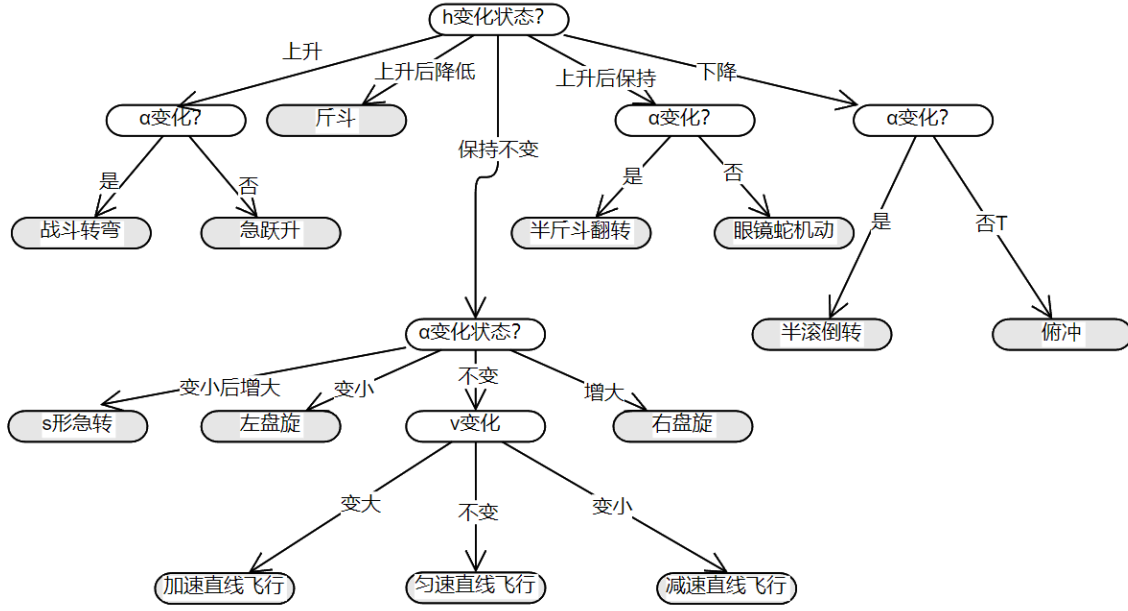 h变化状态?
上升
上升后降低
上升后保持
下降
α变化?
斤斗
α变化?
α变化?
保持不变
是
否
是
否
是
否T
战斗转弯
急跃升
半斤斗翻转
眼镜蛇机动
半滚倒转
俯冲
α变化状态?
变小后增大
变小
不变
增大
s形急转
左盘旋
v变化
右盘旋
变大
不变
变小
加速直线飞行
匀速直线飞行
减速直线飞行